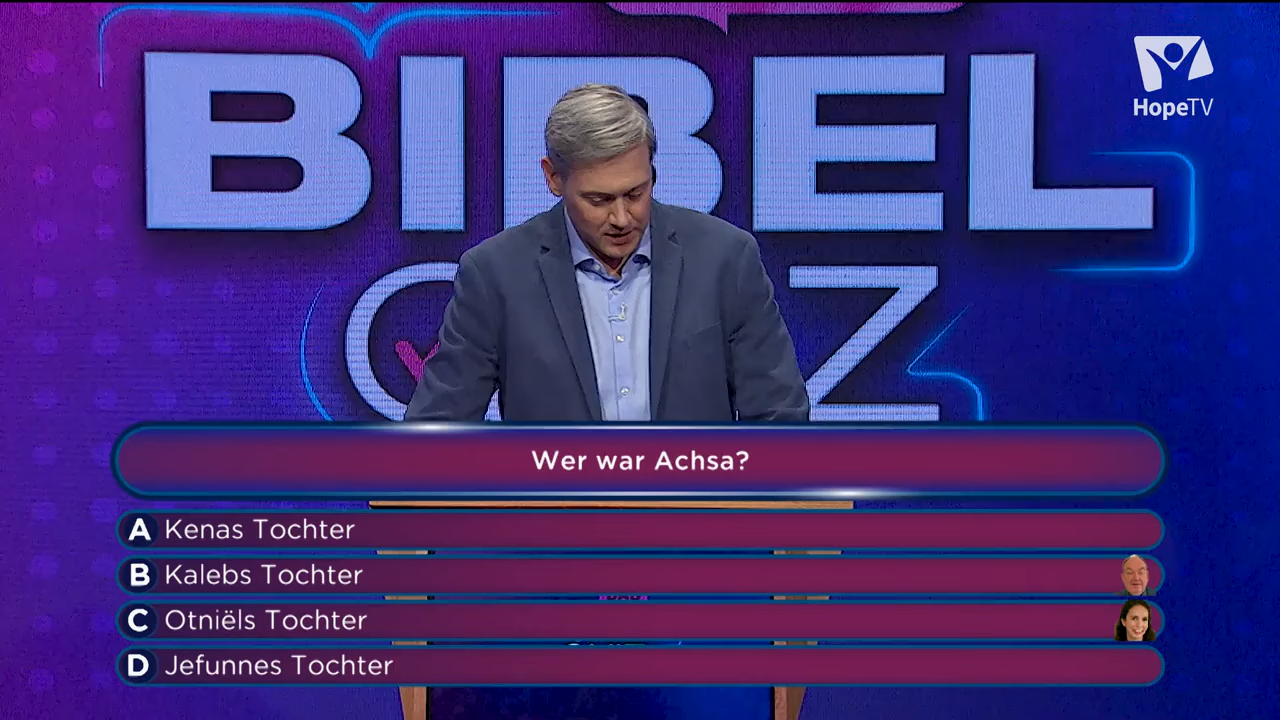 BIBEL
HopeTV
Wer war Achsa?
A Kenas Tochter
B Kalebs Tochter
C Otniëls Tochter
D Jefunnes Tochter